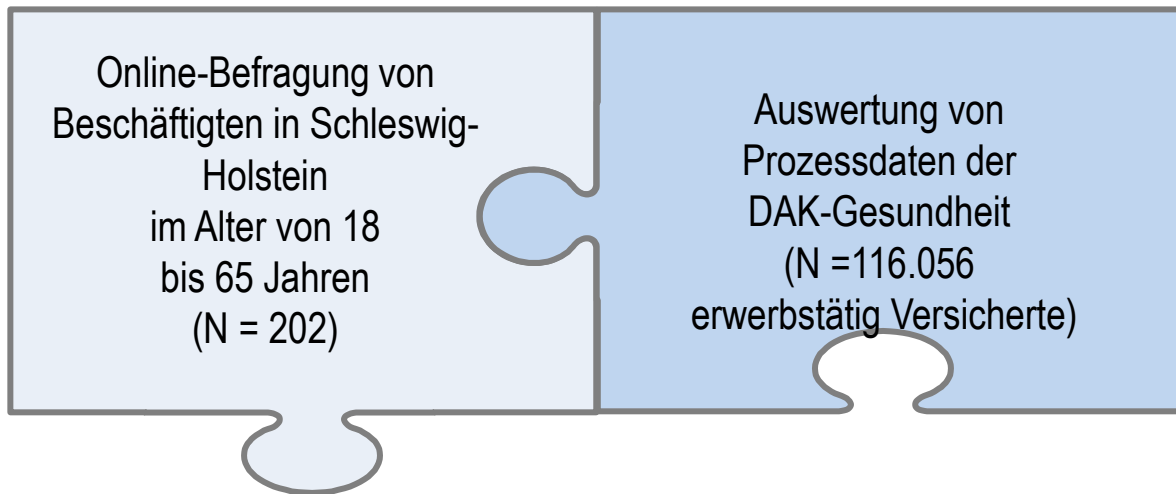 Online-Befragung von
Beschäftigten in Schleswig-
Holstein
im Alter von 18
bis 65 Jahren
(N = 202)
Auswertung von
Prozessdaten der
DAK-Gesundheit
(N =116.056
erwerbstätig Versicherte)